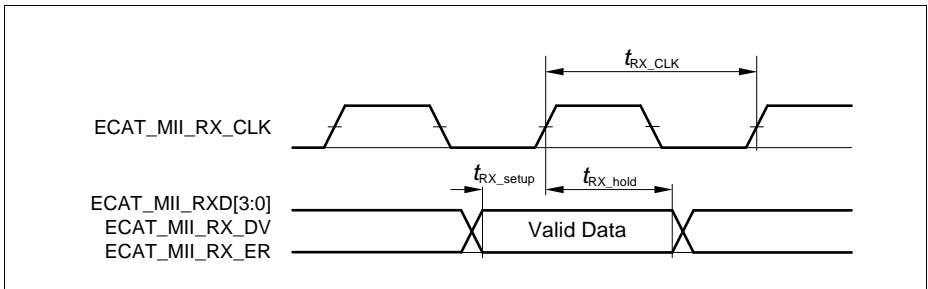 tRX_CLK
ECAT_MII_RX_CLK
tRX_setup
tRX_hold
ECAT_MII_RXD[3:0]
ECAT_MII_RX_DV
Valid Data
ECAT_MII_RX_ER